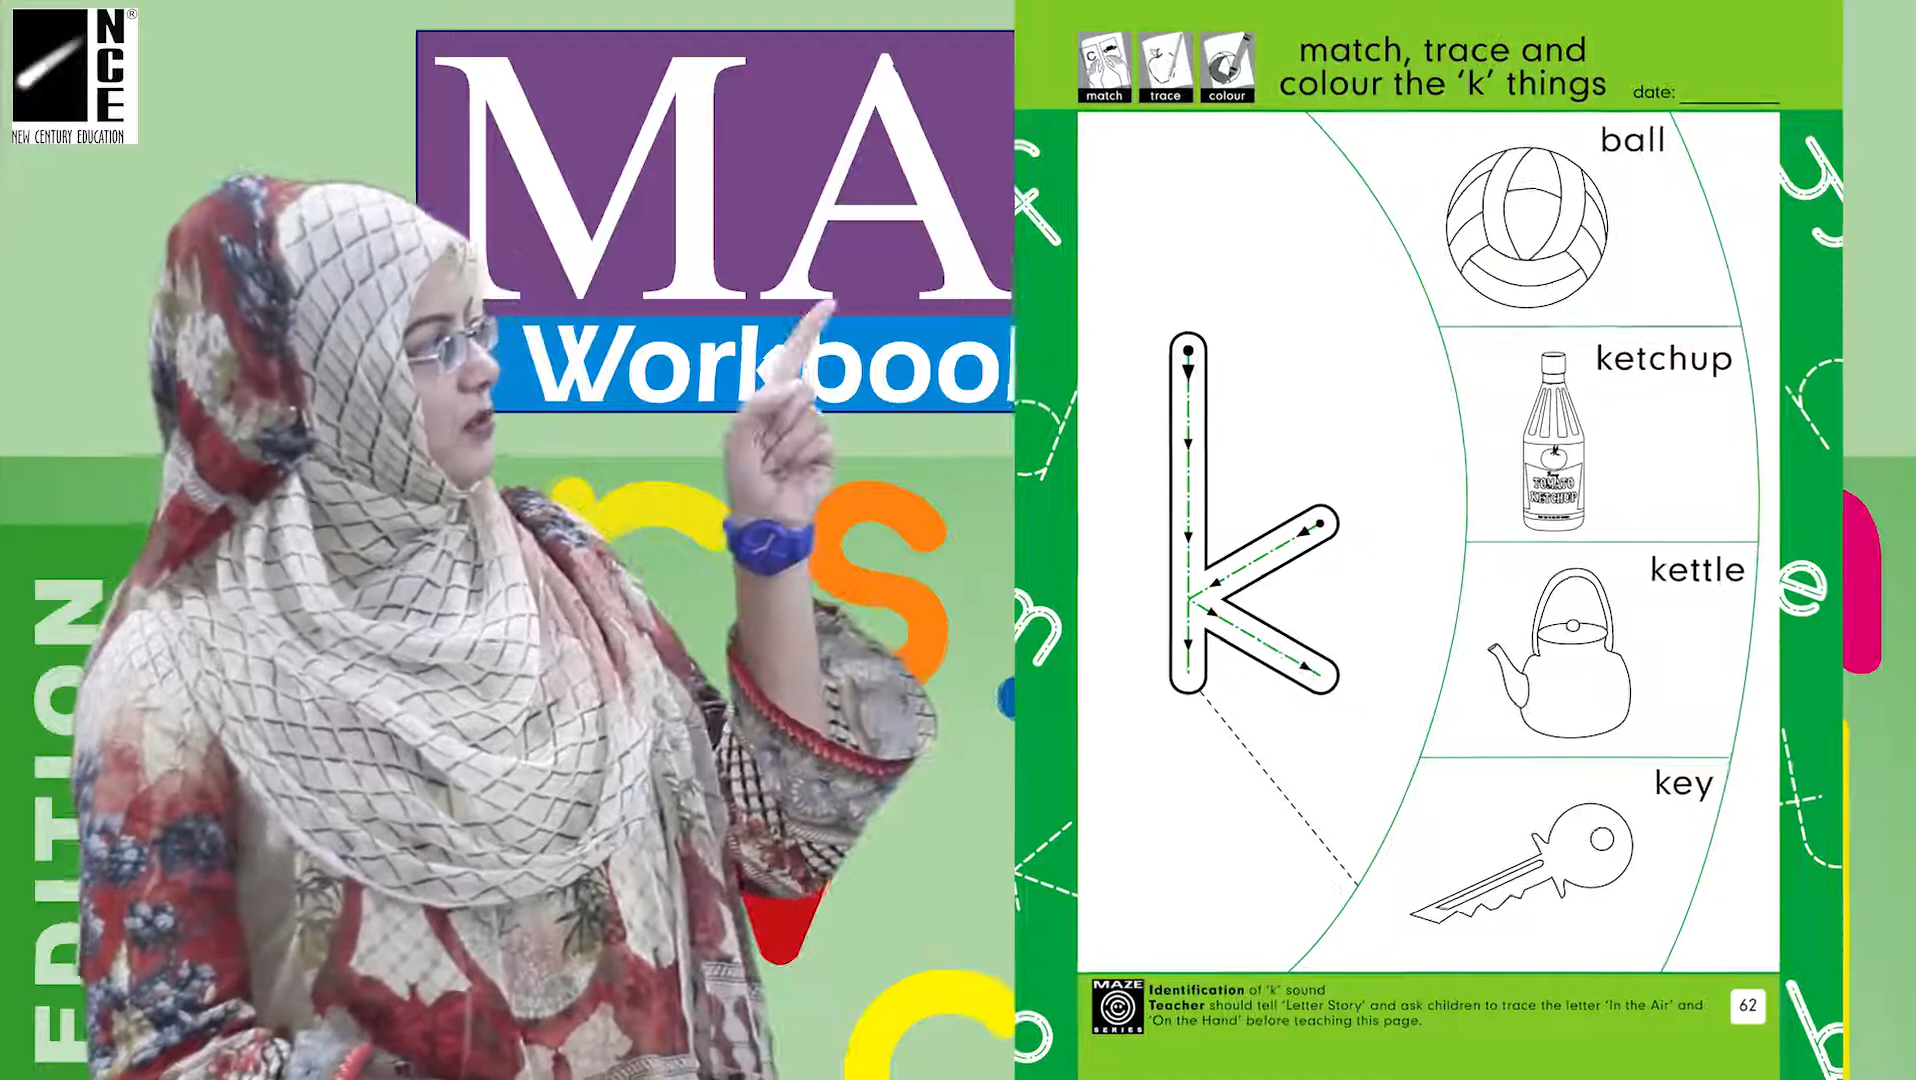 NCE
NEW CENTURY EDUCATION
MA
Workboo
EDITION
match
trace
colour
match, trace and
colour the ‘k’ things
date:
ball
ketchup
TOMATO
KETCHUP
kettle
key
k
MAZE
SERIES
Identification of ‘k’ sound
Teacher should tell ‘Letter Story’ and ask children to trace the letter ‘In the Air’ and
‘On the Hand’ before teaching this page.
62